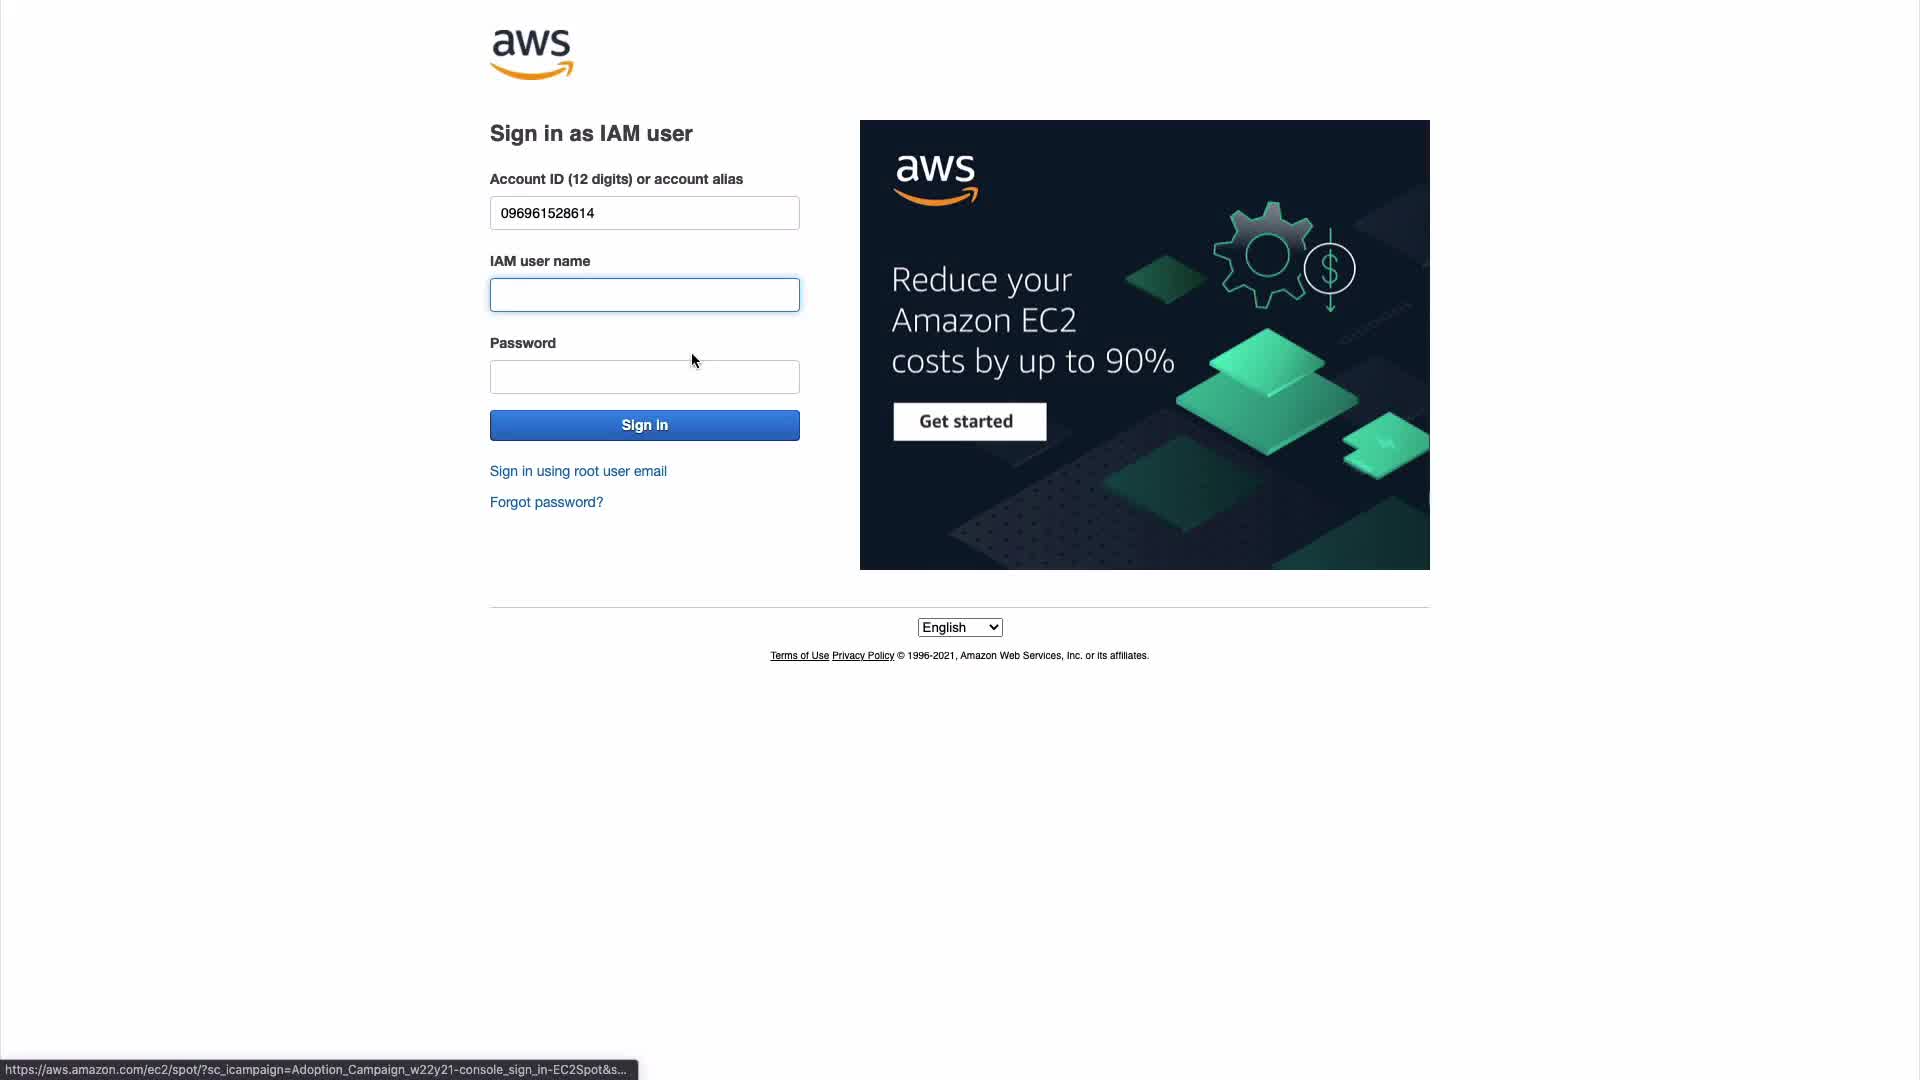 aws
Sign in as IAM user
Account ID (12 digits) or account alias
096961528614
IAM user name
Password
Sign in
Sign in using root user email
Forgot password?
aws
Reduce your
Amazon EC2
costs by up to 90%
$
Get started
English
Terms of Use Privacy Policy © 1996-2021, Amazon Web Services, Inc. or its affiliates.
https://aws.amazon.com/ec2/spot/?sc_icampaign=Adoption_Campaign_w22y21-console_sign_in-EC2Spot&s...